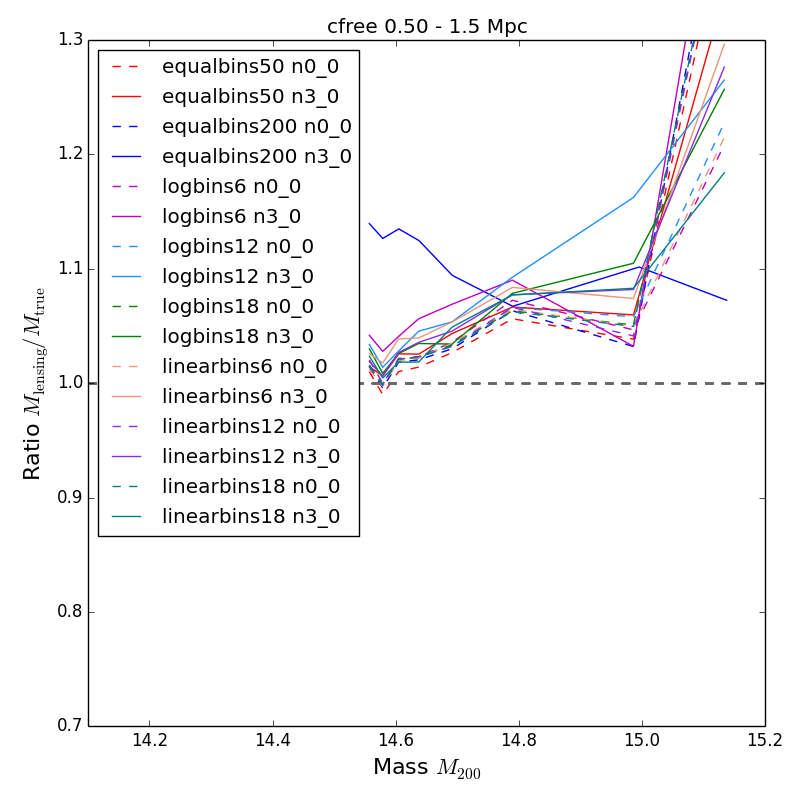 cfree 0.50 - 1.5 Mpc
1.3
1.2
1.1
1.0
0.9
0.8
0.7
Ratio M_lensing/M_true
equalbins50 n0_0
equalbins50 n3_0
equalbins200 n0_0
equalbins200 n3_0
logbins6 n0_0
logbins6 n3_0
logbins12 n0_0
logbins12 n3_0
logbins18 n0_0
logbins18 n3_0
linearbins6 n0_0
linearbins6 n3_0
linearbins12 n0_0
linearbins12 n3_0
linearbins18 n0_0
linearbins18 n3_0
14.2 14.4 14.6 14.8 15.0 15.2
Mass M_200